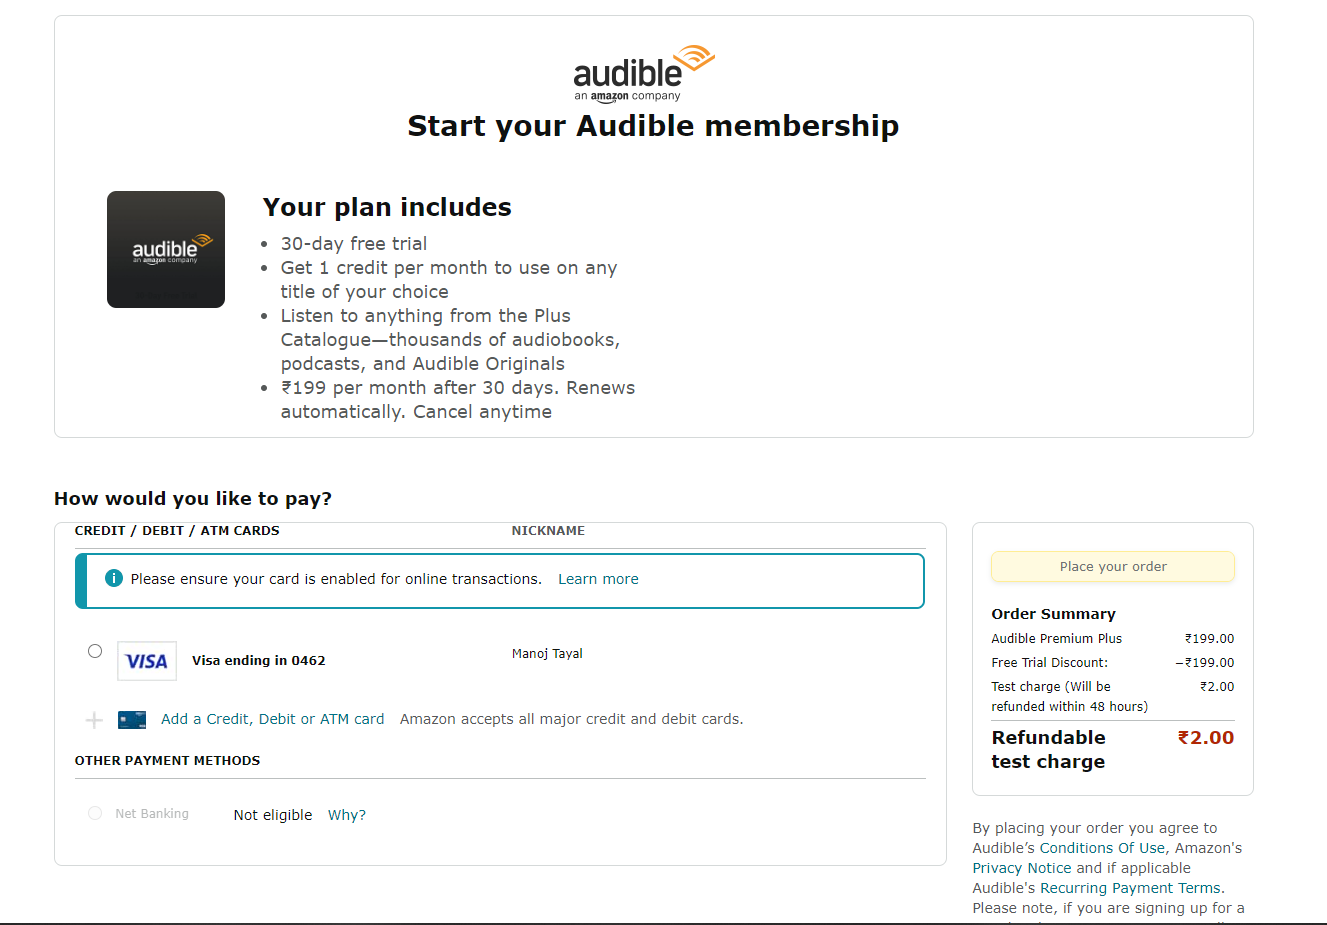 audible
an amazon company
Start your Audible membership
audible
an amazon company
Your plan includes
30-day free trial
Get 1 credit per month to use on any
title of your choice
Listen to anything from the Plus
Catalogue—thousands of audiobooks,
podcasts, and Audible Originals
₹199 per month after 30 days. Renews
automatically. Cancel anytime
How would you like to pay?
CREDIT / DEBIT / ATM CARDS NICKNAME
Please ensure your card is enabled for online transactions. Learn more
VISA Visa ending in 0462 Manoj Tayal
Add a Credit, Debit or ATM card Amazon accepts all major credit and debit cards.
OTHER PAYMENT METHODS
Net Banking Not eligible Why?
Place your order
Order Summary
Audible Premium Plus ₹199.00
Free Trial Discount: −₹199.00
Test charge (Will be ₹2.00
refunded within 48 hours)
Refundable ₹2.00
test charge
By placing your order you agree to
Audible’s Conditions Of Use, Amazon's
Privacy Notice and if applicable
Audible's Recurring Payment Terms.
Please note, if you are signing up for a